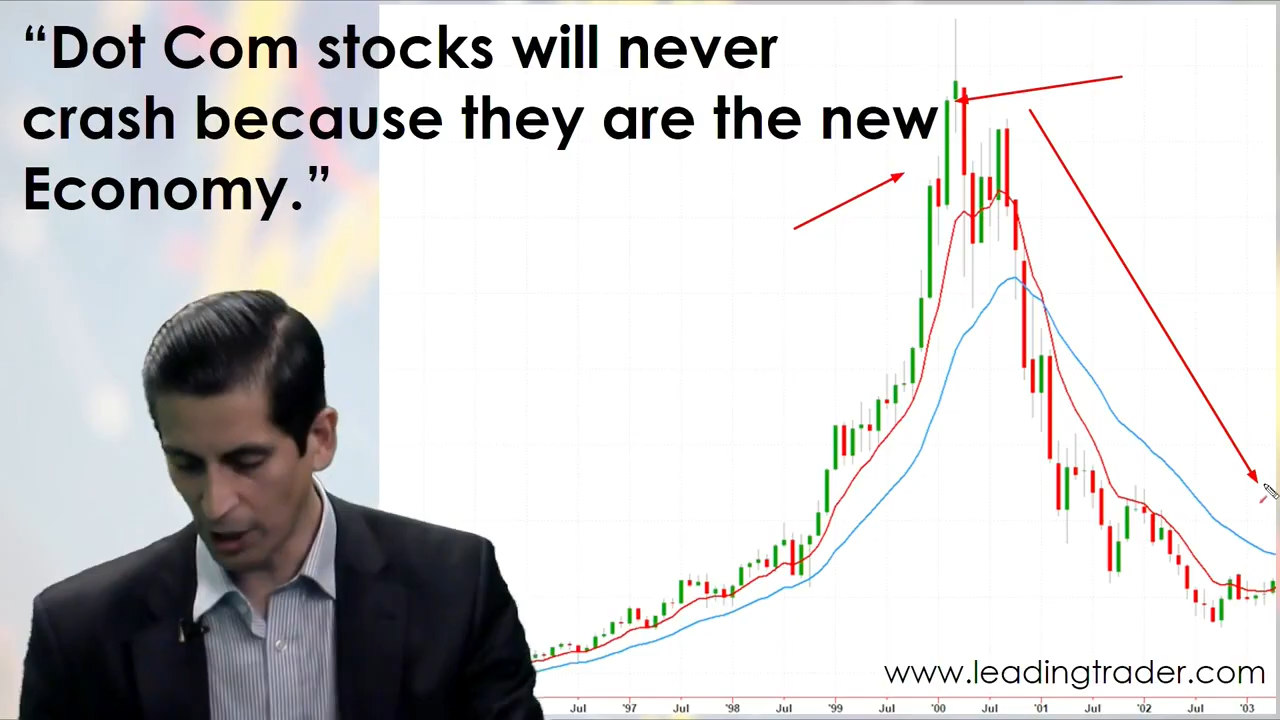 “Dot Com stocks will never
crash because they are the new
Economy.”
www.leadingtrader.com
Jul '97 Jul '98 Jul '99 Jul '00 Jul '01 Jul '02 Jul '03